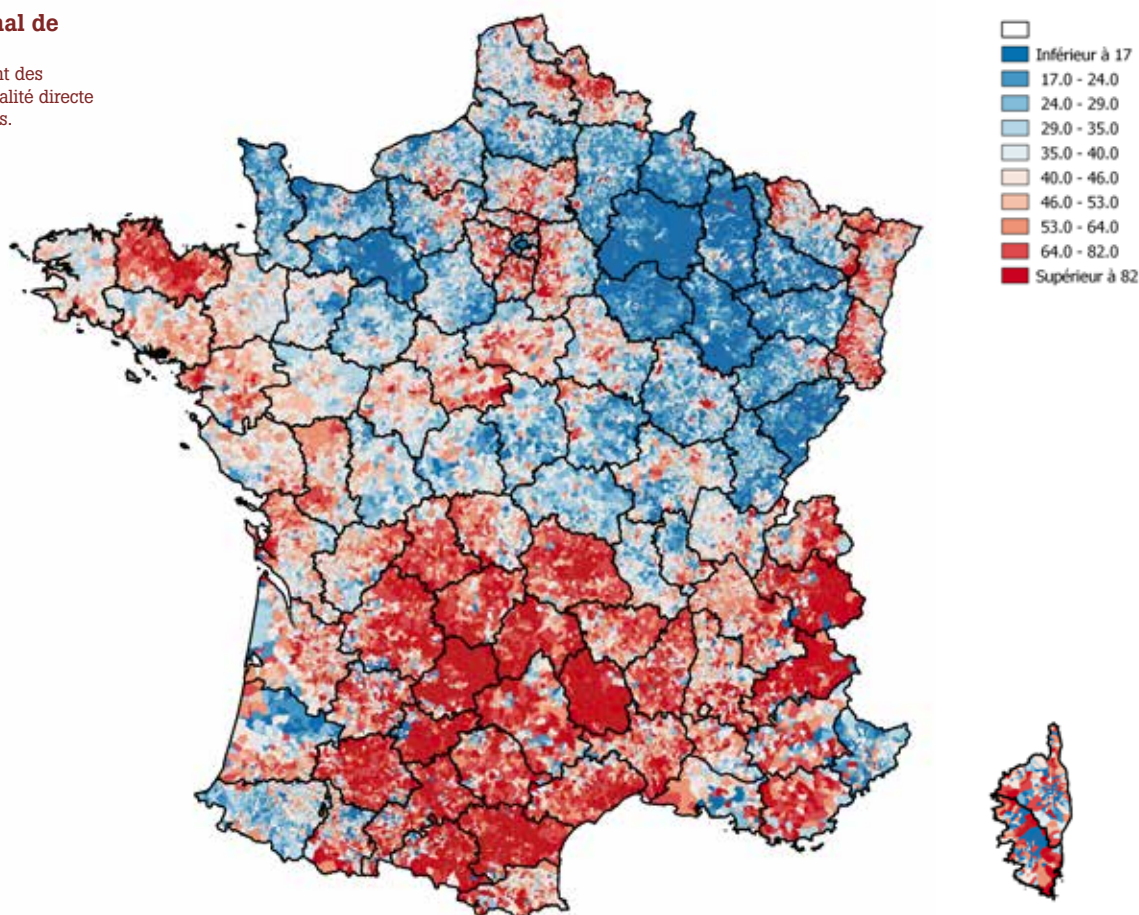 al de
t des
alité directe
s.
Inférieur à 17
17.0 - 24.0
24.0 - 29.0
29.0 - 35.0
35.0 - 40.0
40.0 - 46.0
46.0 - 53.0
53.0 - 64.0
64.0 - 82.0
Supérieur à 82